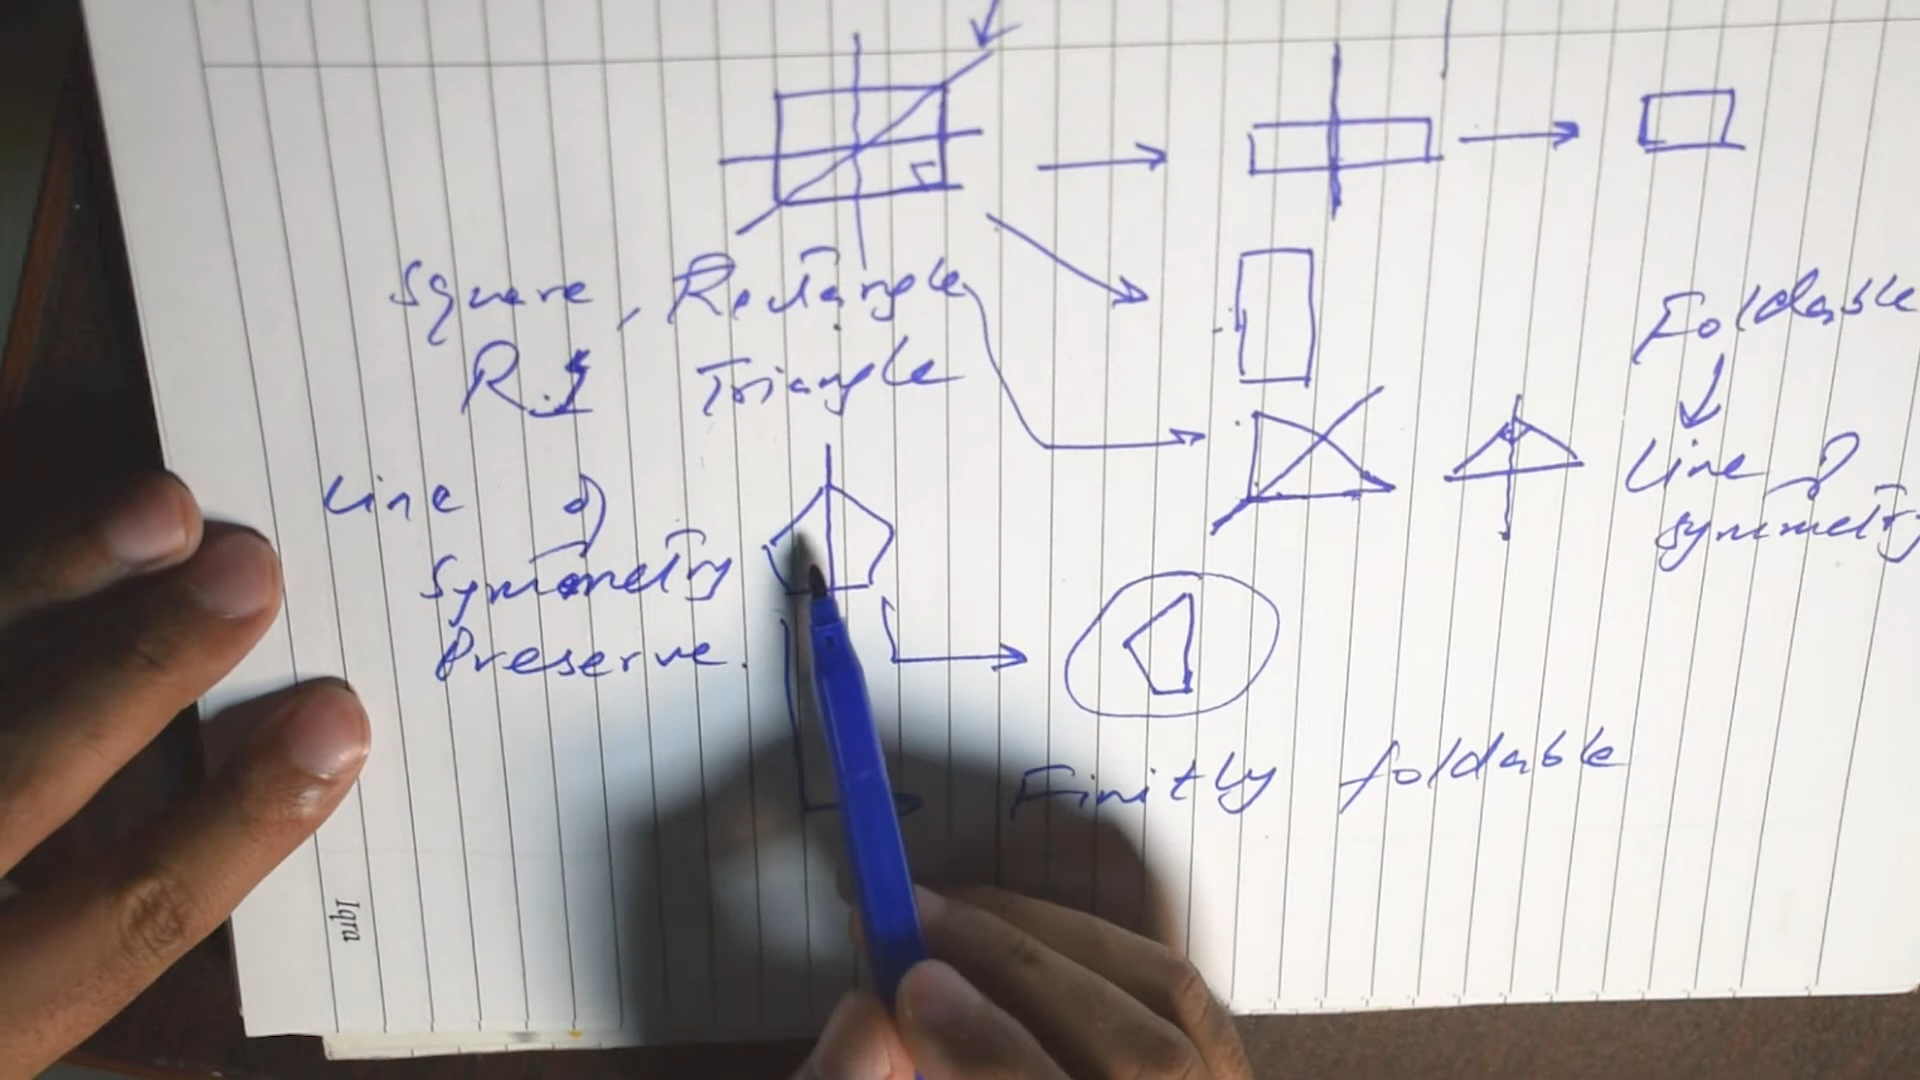 Square, Rectangle
R.I Triangle
Line of
Symmetry
Preserve.
Foldable
Line of
symmetry
Finitly foldable
Iqra